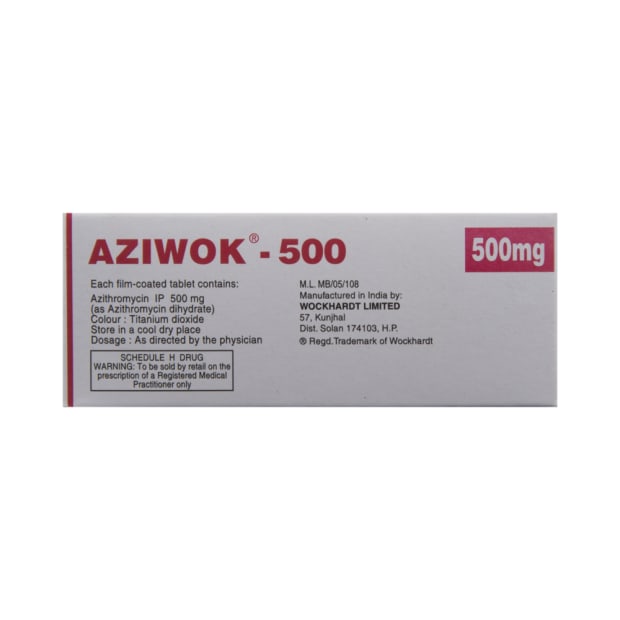 AZIWOK® - 500
500mg
Each film-coated tablet contains:
Azithromycin IP 500 mg
(as Azithromycin dihydrate)
Colour : Titanium dioxide
Store in a cool dry place
Dosage : As directed by the physician
SCHEDULE H DRUG
WARNING: To be sold by retail on the
prescription of a Registered Medical
Practitioner only
M.L. MB/05/108
Manufactured in India by:
WOCKHARDT LIMITED
57, Kunjhal
Dist. Solan 174103, H.P.
® Regd.Trademark of Wockhardt